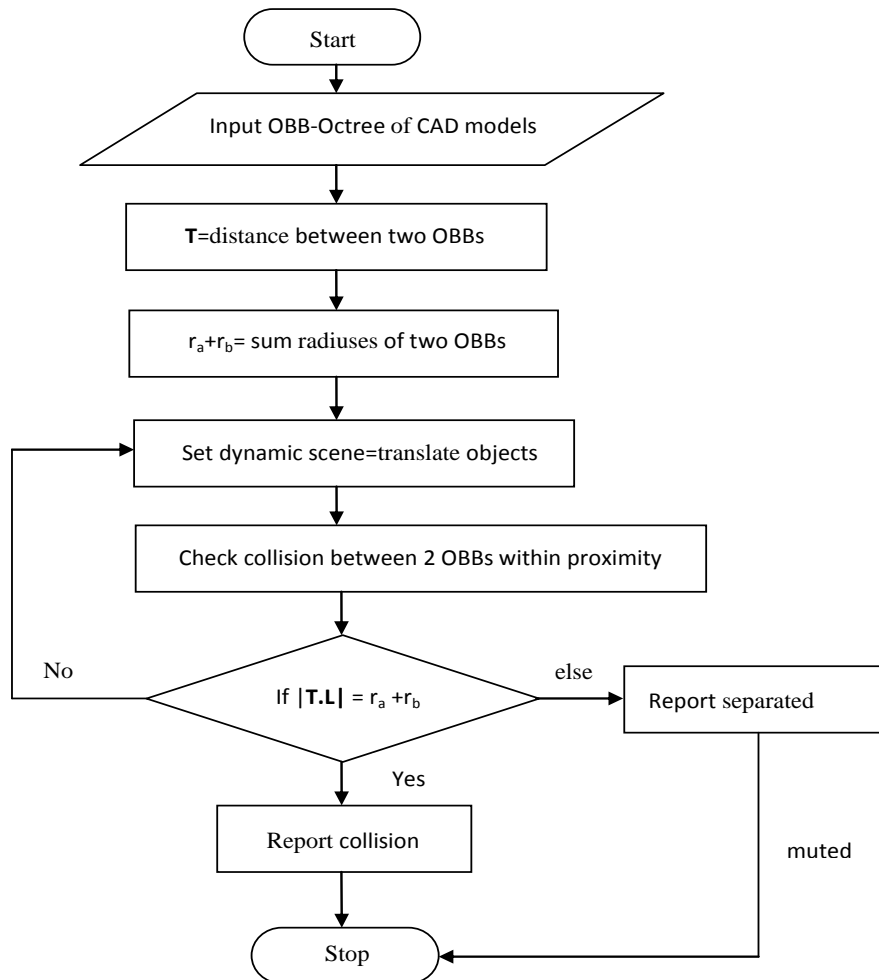 Start
Input OBB-Octree of CAD models
T=distance between two OBBs
rₐ+r_b= sum radiuses of two OBBs
Set dynamic scene=translate objects
Check collision between 2 OBBs within proximity
No
If |T.L| = rₐ +r_b
else
Report separated
Yes
Report collision
muted
Stop